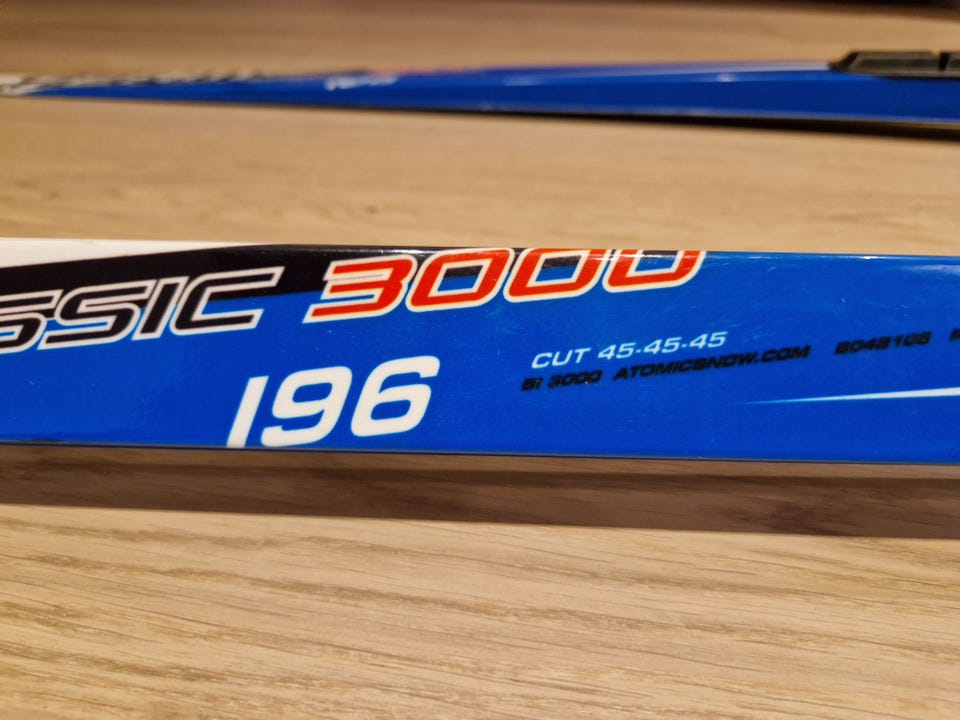 SSIC 3000
196
CUT 45-45-45
BI 3000 ATOMICSNOW.COM